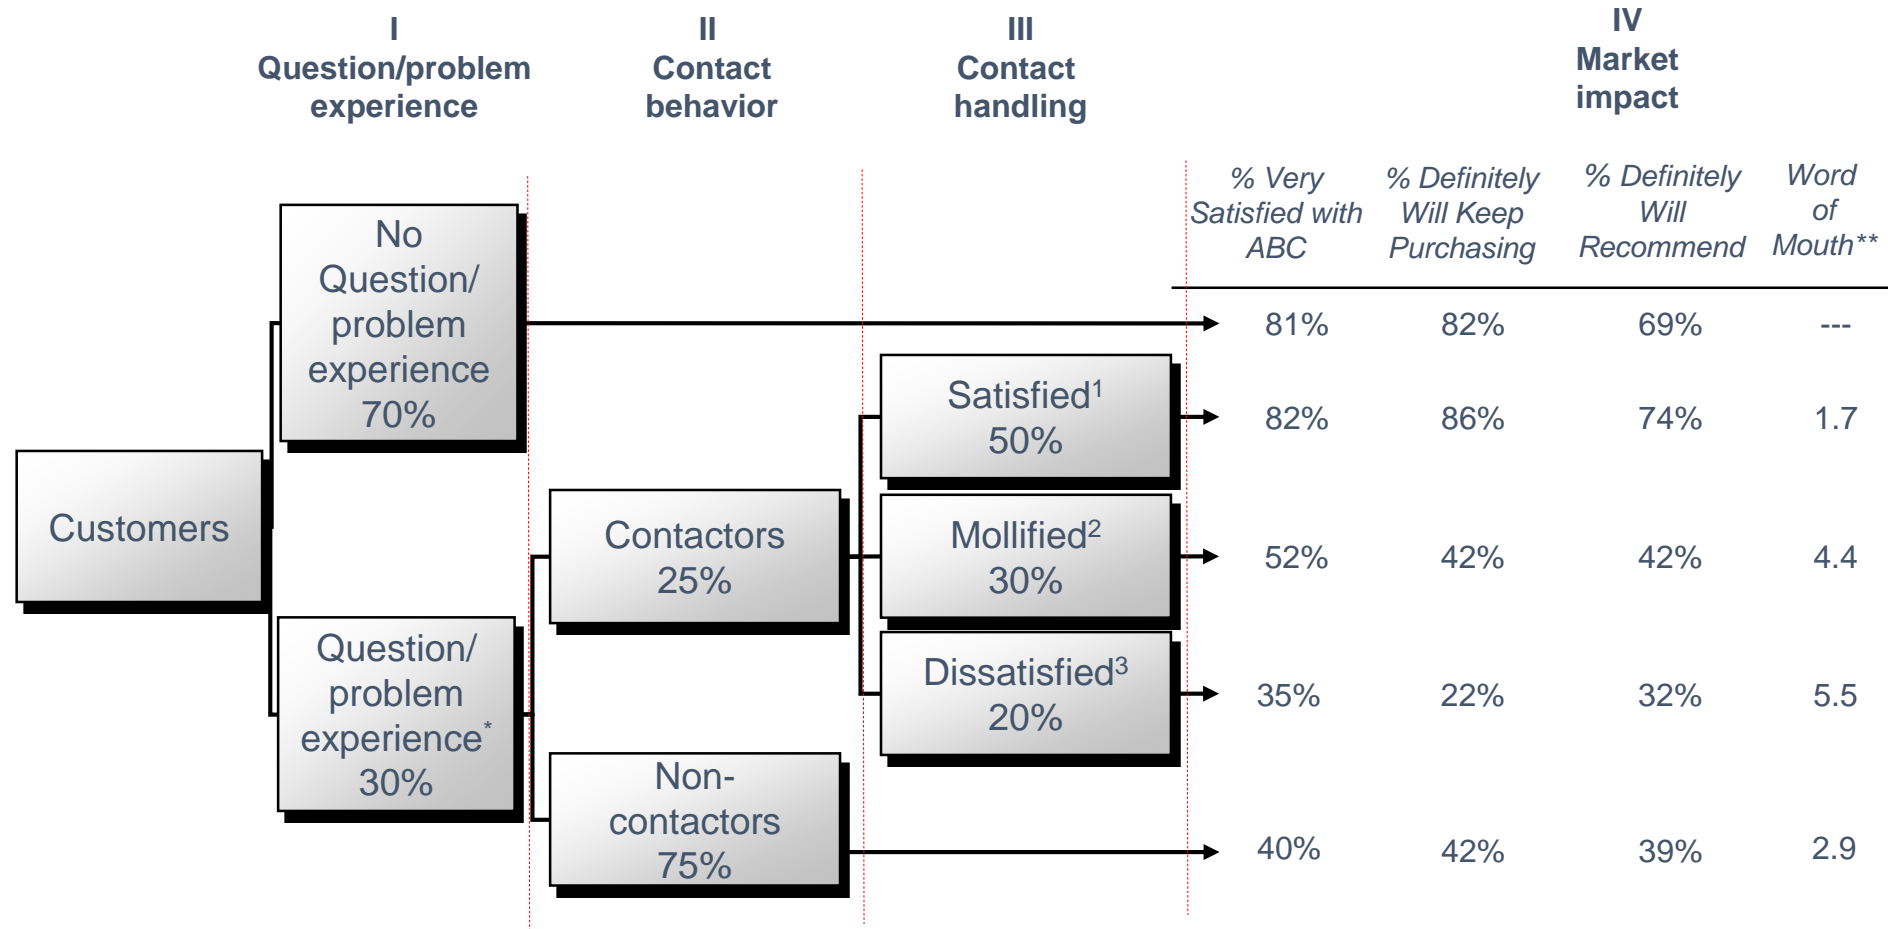 I
Question/problem
experience
II
Contact
behavior
III
Contact
handling
IV
Market
impact
% Very
Satisfied with
ABC
% Definitely
Will Keep
Purchasing
% Definitely
Will
Recommend
Word
of
Mouth**
No
Question/
problem
experience
70%
81% 82% 69% ---
Satisfied¹
50%
82% 86% 74% 1.7
Customers
Contactors
25%
Mollified²
30%
52% 42% 42% 4.4
Question/
problem
experience*
30%
Dissatisfied³
20%
35% 22% 32% 5.5
Non-
contactors
75%
40% 42% 39% 2.9